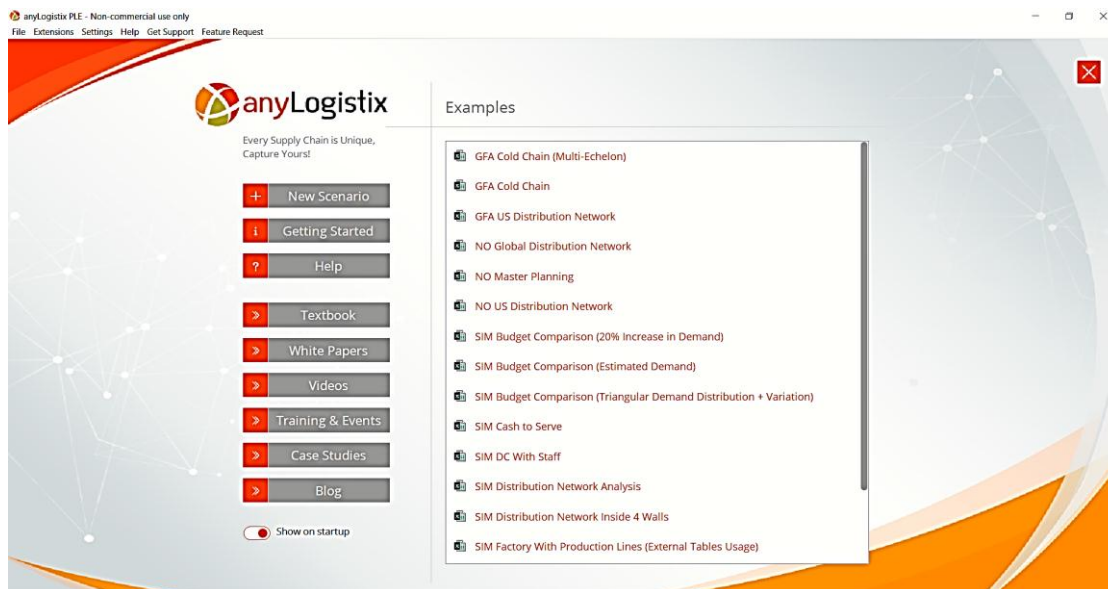 anyLogistix PLE - Non-commercial use only
File Extensions Settings Help Get Support Feature Request
anyLogistix
Every Supply Chain is Unique,
Capture Yours!
New Scenario
Getting Started
Help
Textbook
White Papers
Videos
Training & Events
Case Studies
Blog
Show on startup
Examples
GFA Cold Chain (Multi-Echelon)
GFA Cold Chain
GFA US Distribution Network
NO Global Distribution Network
NO Master Planning
NO US Distribution Network
SIM Budget Comparison (20% Increase in Demand)
SIM Budget Comparison (Estimated Demand)
SIM Budget Comparison (Triangular Demand Distribution + Variation)
SIM Cash to Serve
SIM DC With Staff
SIM Distribution Network Analysis
SIM Distribution Network Inside 4 Walls
SIM Factory With Production Lines (External Tables Usage)